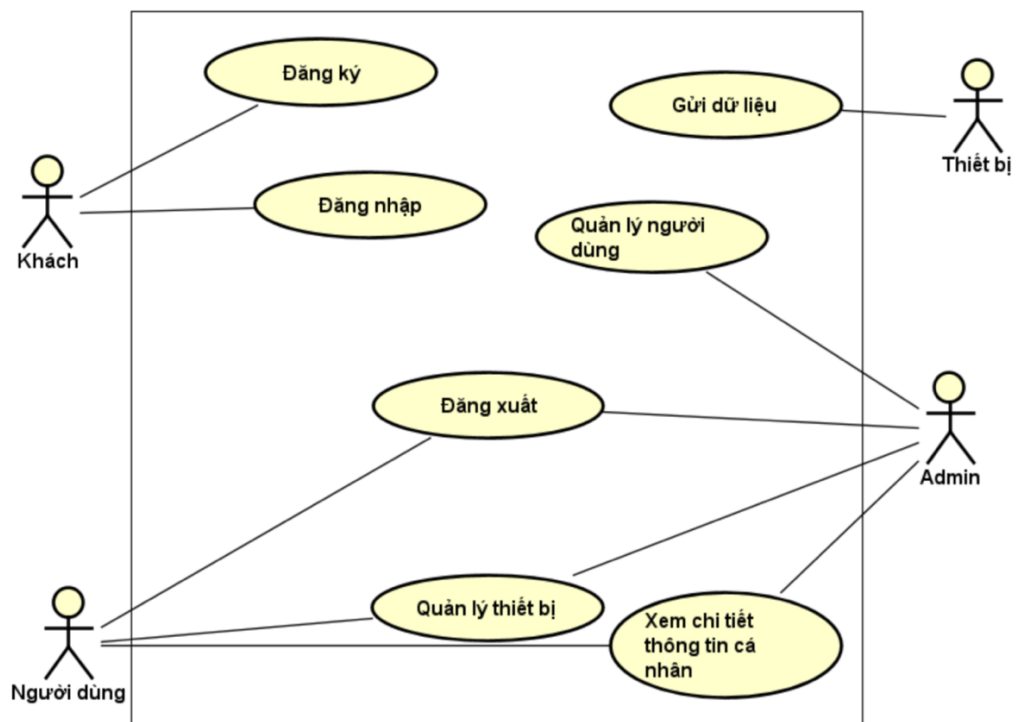 Đăng ký
Gửi dữ liệu
Thiết bị
Khách
Đăng nhập
Quản lý người
dùng
Đăng xuất
Admin
Quản lý thiết bị
Xem chi tiết
thông tin cá
nhân
Người dùng